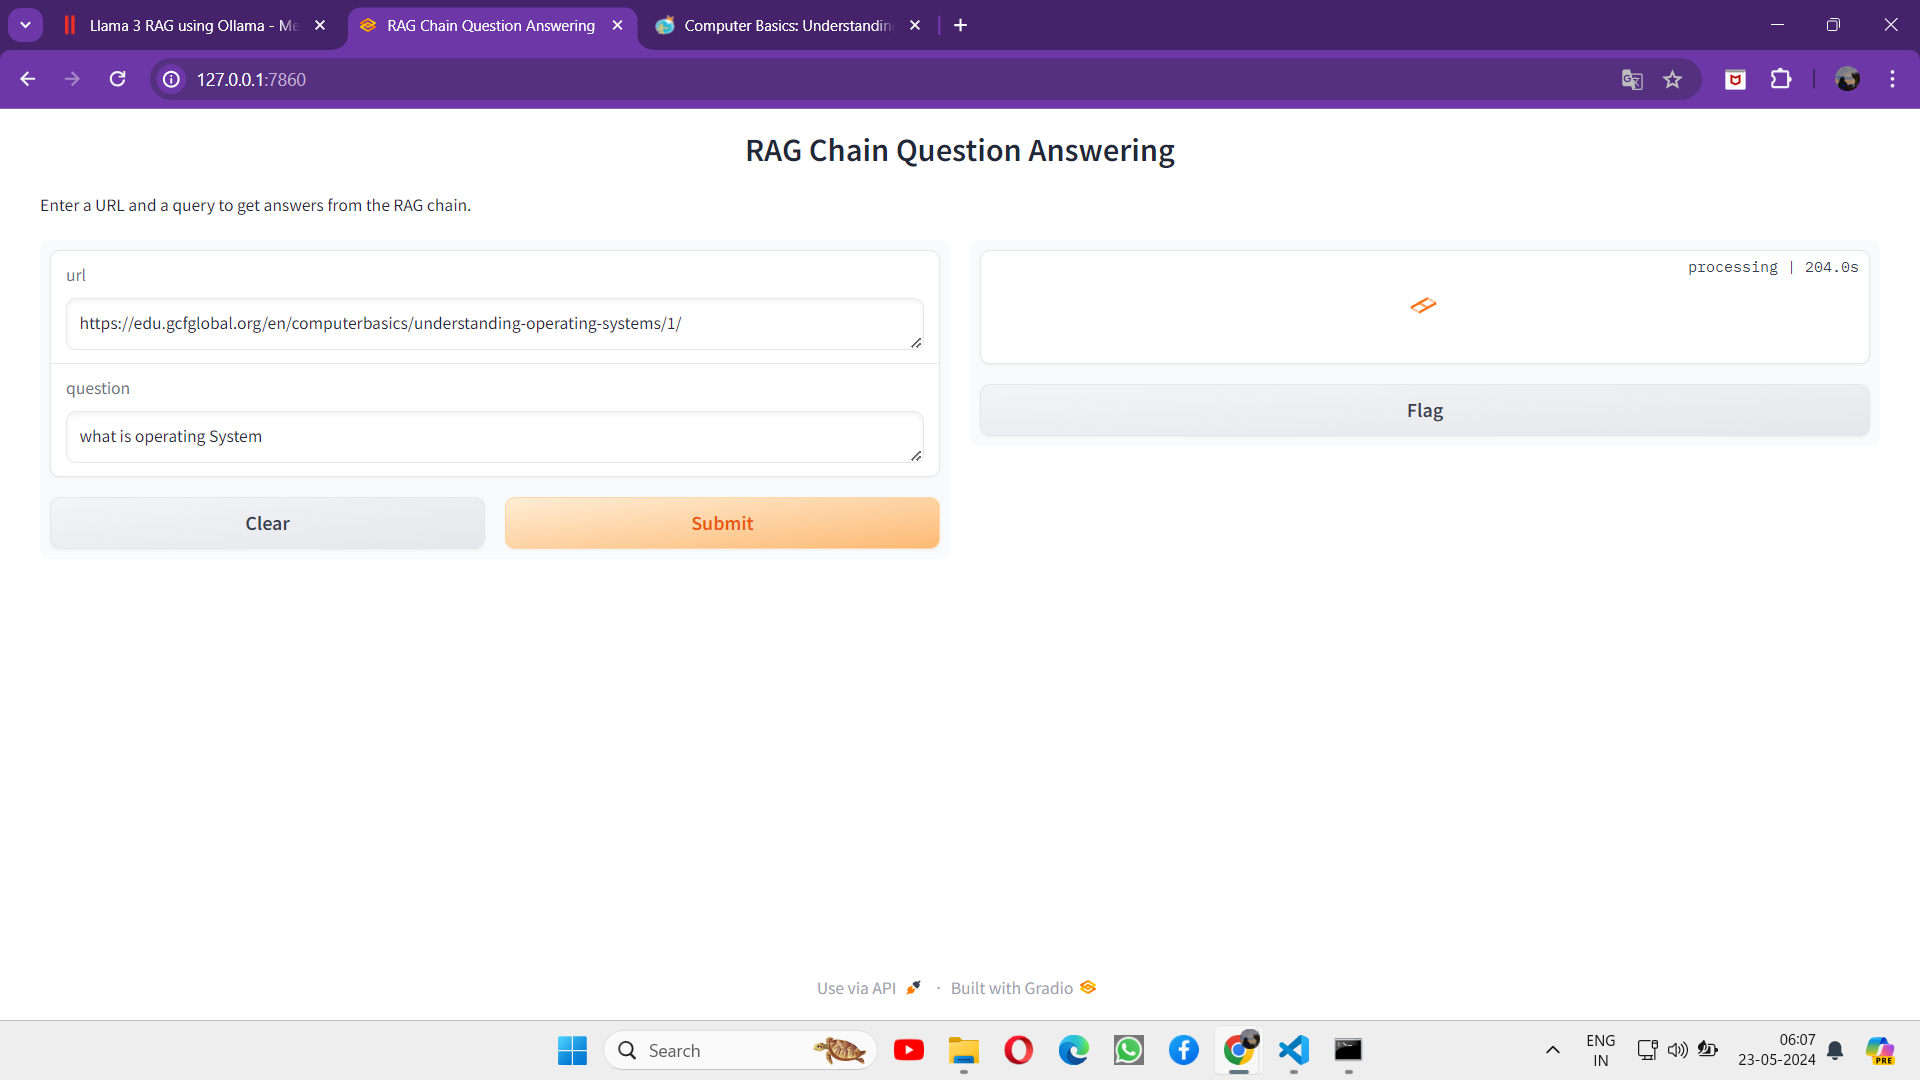 Llama 3 RAG using Ollama - Me
RAG Chain Question Answering
Computer Basics: Understandin
127.0.0.1:7860
RAG Chain Question Answering
Enter a URL and a query to get answers from the RAG chain.
url
https://edu.gcfglobal.org/en/computerbasics/understanding-operating-systems/1/
question
what is operating System
Clear
Submit
processing | 204.0s
Flag
Use via API
· Built with Gradio
Search
ENG
IN
06:07
23-05-2024
PRE